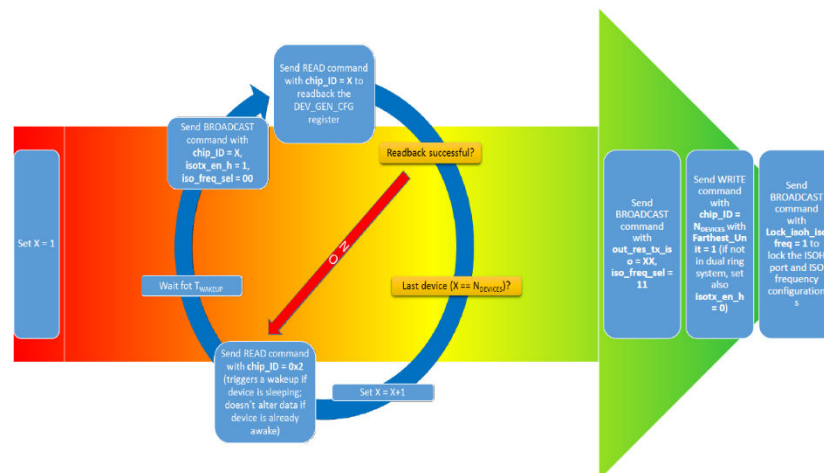 Set X = 1
Send BROADCAST
command with
chip_ID = X,
isotx_en_h = 1,
iso_freq_sel = 00
Send READ command
with chip_ID = X to
readback the
DEV_GEN_CFG
register
Readback successful?
NO
Last device (X == NDEVICES)?
Set X = X+1
Send READ command
with chip_ID = 0x2
(triggers a wakeup if
device is sleeping;
doesn't alter data if
device is already
awake)
Wait fot TWAKEUP
Send
BROADCAST
command
with
out_res_tx_is
o = XX,
iso_freq_sel =
11
Send WRITE
command
with
chip_ID =
NDEVICES with
Farthest_Un
it = 1 (if not
in dual ring
system, set
also
isotx_en_h
= 0)
Send
BROADCAST
command
with
Lock_isoh_iso
freq = 1 to
lock the ISOH
port and ISO
frequency
configuration
s